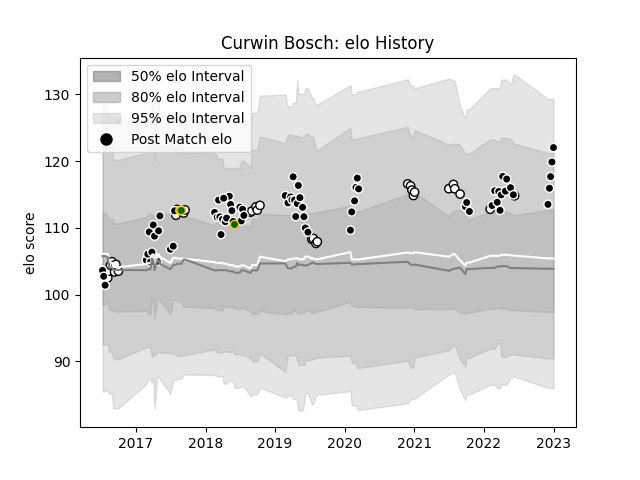 Curwin Bosch: elo History
50% elo Interval
80% elo Interval
95% elo Interval
Post Match elo
elo score
130
120
110
100
90
2017 2018 2019 2020 2021 2022 2023